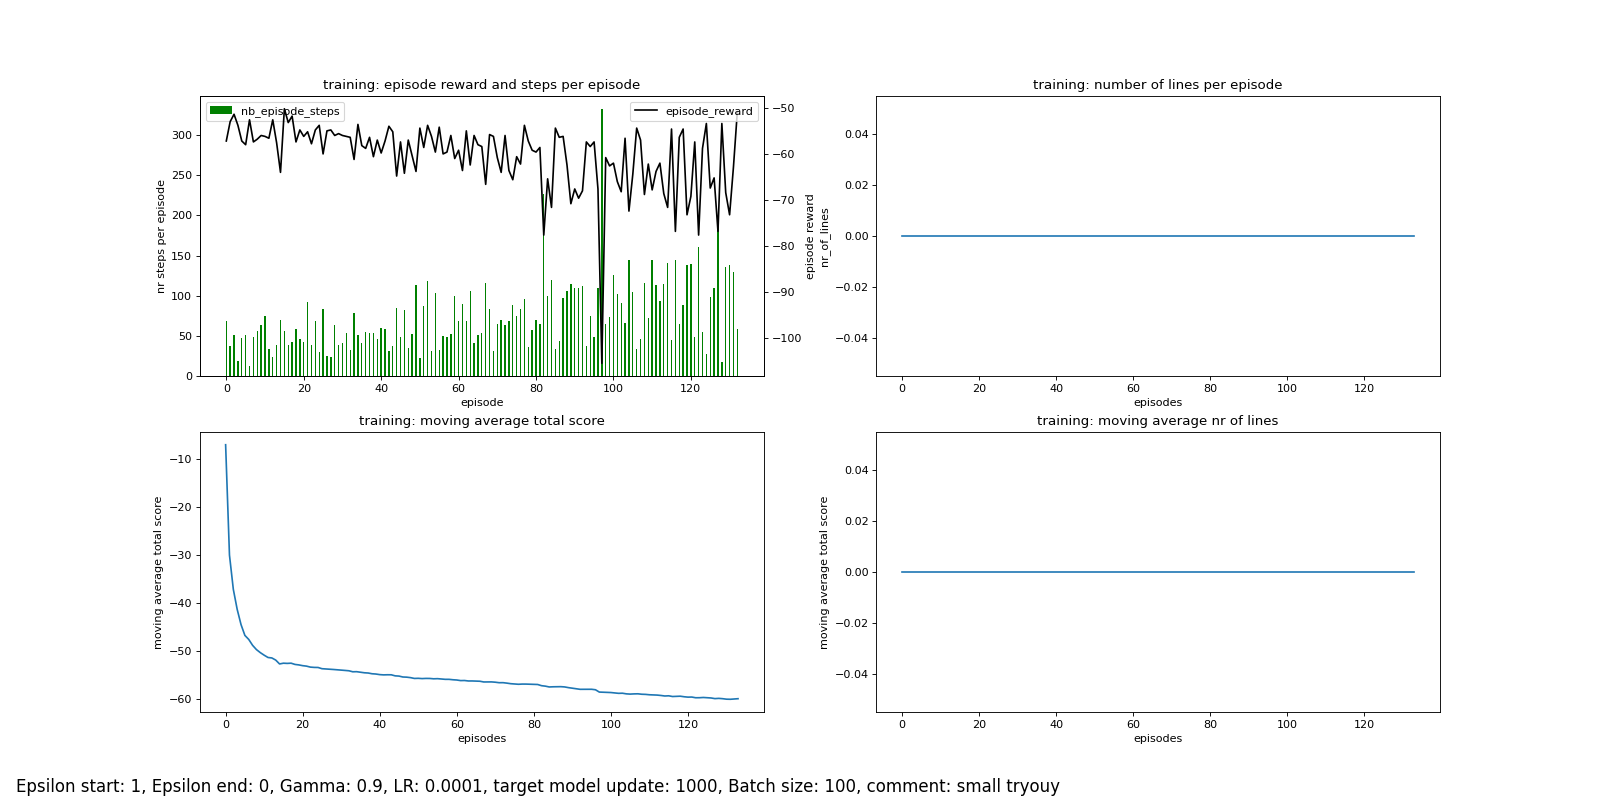 training: episode reward and steps per episode
nb_episode_steps
episode_reward
300
250
200
150
100
50
0
nr steps per episode
−50
−60
−70
−80
−90
−100
episode reward
0 20 40 60 80 100 120
episode
training: number of lines per episode
0.04
0.02
0.00
−0.02
−0.04
nr_of_lines
0 20 40 60 80 100 120
episodes
training: moving average total score
−10
−20
−30
−40
−50
−60
moving average total score
0 20 40 60 80 100 120
episodes
training: moving average nr of lines
0.04
0.02
0.00
−0.02
−0.04
moving average total score
0 20 40 60 80 100 120
episodes
Epsilon start: 1, Epsilon end: 0, Gamma: 0.9, LR: 0.0001, target model update: 1000, Batch size: 100, comment: small tryouy